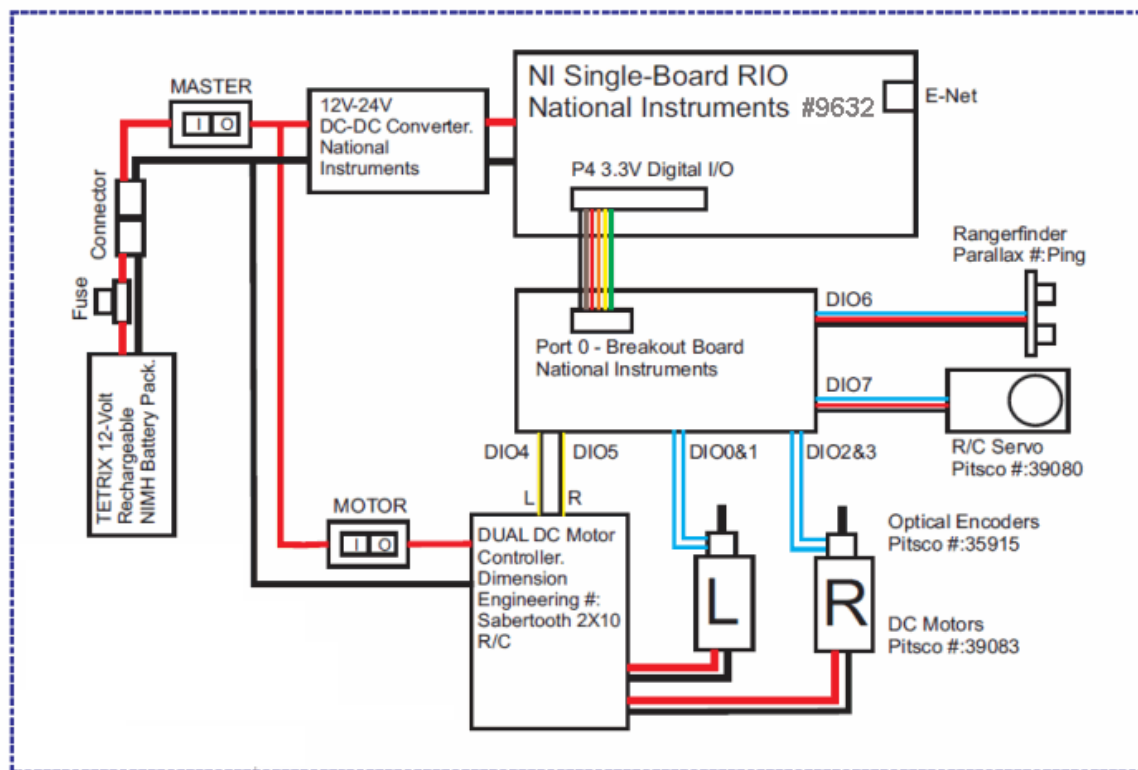 MASTER
I O
12V-24V
DC-DC Converter.
National
Instruments
NI Single-Board RIO
National Instruments #9632
E-Net
P4 3.3V Digital I/O
Connector
Fuse
TETRIX 12-Volt
Rechargeable
NIMH Battery Pack.
Rangerfinder
Parallax #:Ping
DIO6
Port 0 - Breakout Board
National Instruments
DIO7
R/C Servo
Pitsco #:39080
DIO4
DIO5
DIO0&1
DIO2&3
L R
MOTOR
I O
DUAL DC Motor
Controller.
Dimension
Engineering #:
Sabertooth 2X10
R/C
Optical Encoders
Pitsco #:35915
L
R
DC Motors
Pitsco #:39083